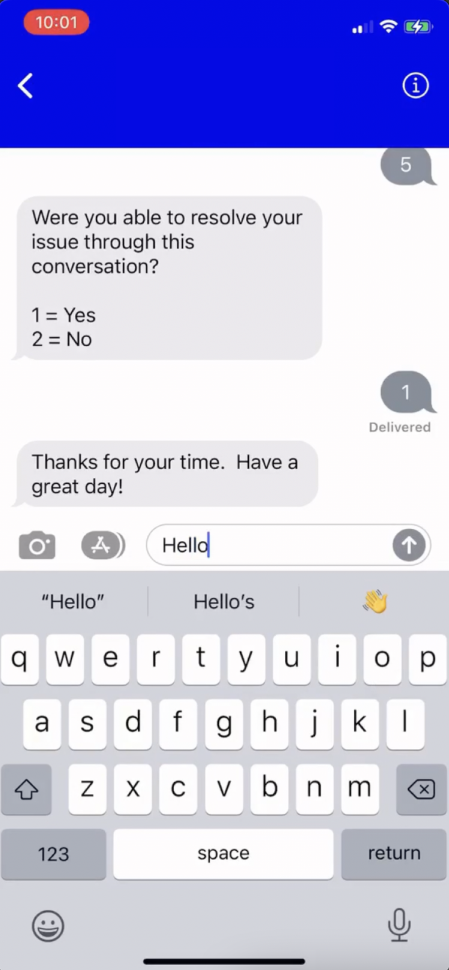 10:01
5
Were you able to resolve your
issue through this
conversation?
1 = Yes
2 = No
1
Delivered
Thanks for your time.  Have a
great day!
Hello
“Hello” Hello's
q w e r t y u i o p
a s d f g h j k l
z x c v b n m
123 space return